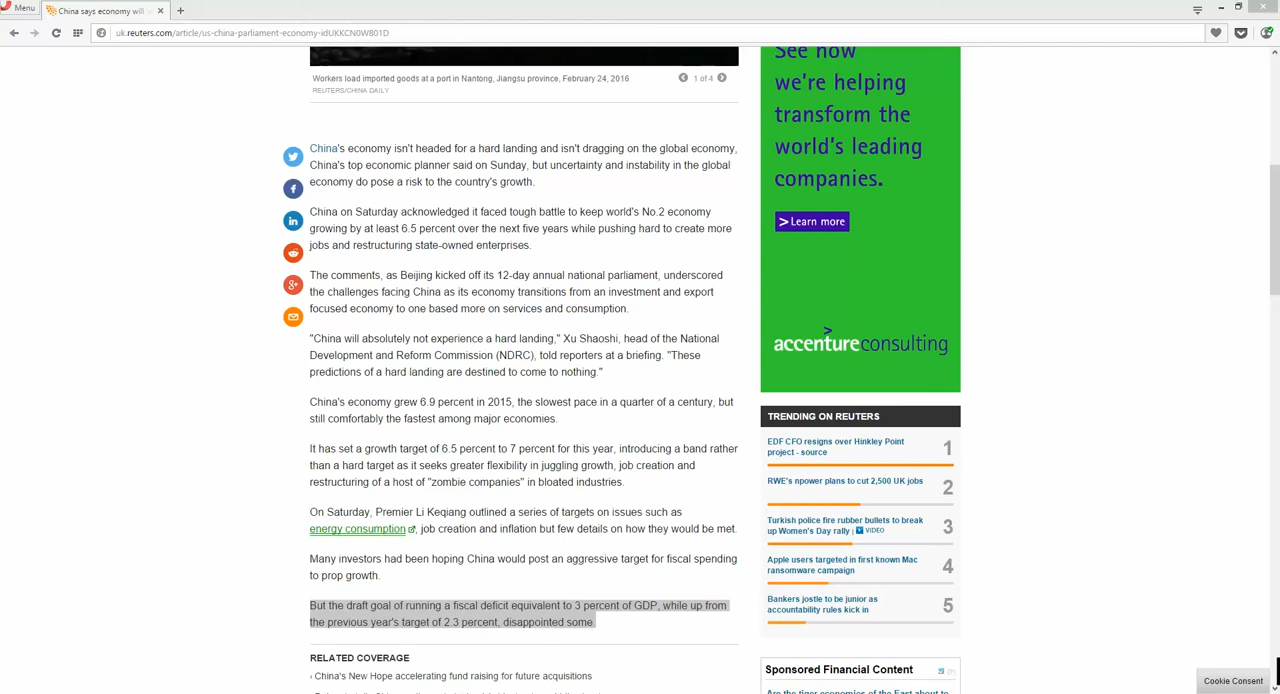 Menu
China says economy will
uk.reuters.com/article/us-china-parliament-economy-idUKKCN0W801D
Workers load imported goods at a port in Nantong, Jiangsu province, February 24, 2016
1 of 4
REUTERS/CHINA DAILY
China's economy isn't headed for a hard landing and isn't dragging on the global economy,
China's top economic planner said on Sunday, but uncertainty and instability in the global
economy do pose a risk to the country's growth.
China on Saturday acknowledged it faced tough battle to keep world's No.2 economy
growing by at least 6.5 percent over the next five years while pushing hard to create more
jobs and restructuring state-owned enterprises.
The comments, as Beijing kicked off its 12-day annual national parliament, underscored
the challenges facing China as its economy transitions from an investment and export
focused economy to one based more on services and consumption.
"China will absolutely not experience a hard landing," Xu Shaoshi, head of the National
Development and Reform Commission (NDRC), told reporters at a briefing. "These
predictions of a hard landing are destined to come to nothing."
China's economy grew 6.9 percent in 2015, the slowest pace in a quarter of a century, but
still comfortably the fastest among major economies.
It has set a growth target of 6.5 percent to 7 percent for this year, introducing a band rather
than a hard target as it seeks greater flexibility in juggling growth, job creation and
restructuring of a host of "zombie companies" in bloated industries.
On Saturday, Premier Li Keqiang outlined a series of targets on issues such as
energy consumption, job creation and inflation but few details on how they would be met.
Many investors had been hoping China would post an aggressive target for fiscal spending
to prop growth.
But the draft goal of running a fiscal deficit equivalent to 3 percent of GDP, while up from
the previous year's target of 2.3 percent, disappointed some.
RELATED COVERAGE
› China's New Hope accelerating fund raising for future acquisitions
See how
we're helping
transform the
world's leading
companies.
> Learn more
accentureconsulting
TRENDING ON REUTERS
EDF CFO resigns over Hinkley Point
project - source
1
RWE's npower plans to cut 2,500 UK jobs
2
Turkish police fire rubber bullets to break
up Women's Day rally | VIDEO
3
Apple users targeted in first known Mac
ransomware campaign
4
Bankers jostle to be junior as
accountability rules kick in
5
Sponsored Financial Content
Are the tiger economies of the East about to
Cookie Consent